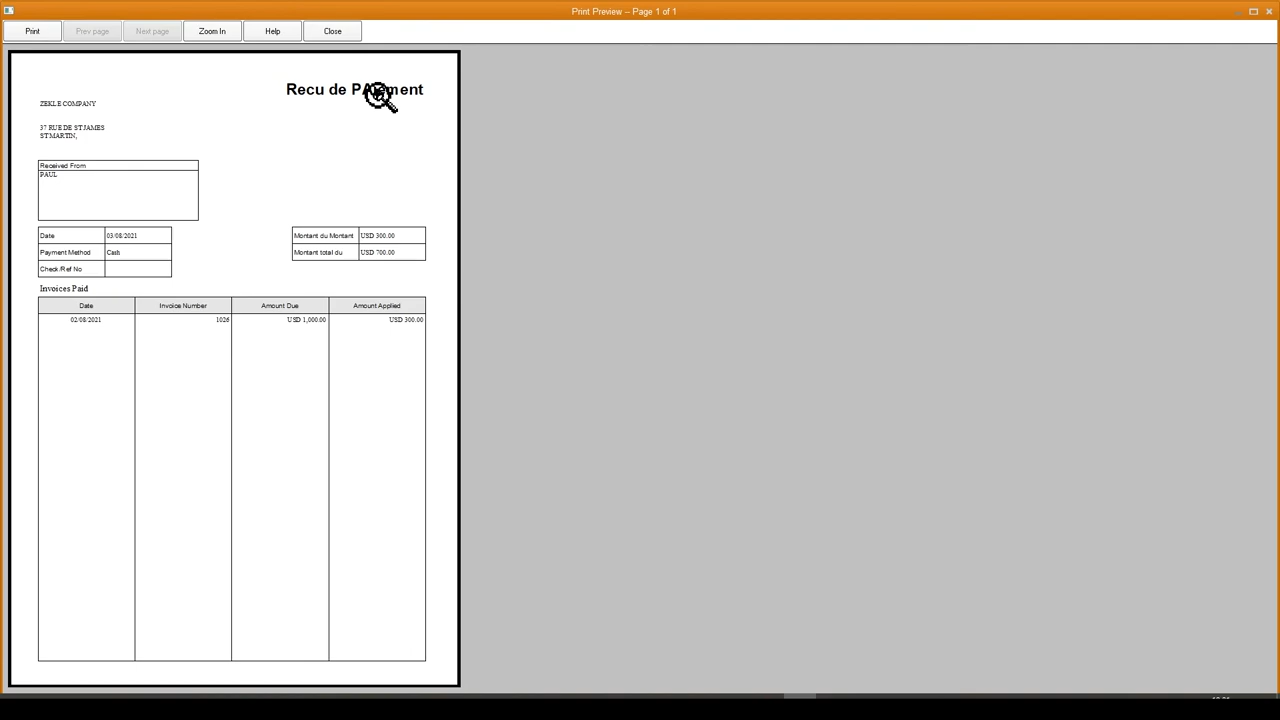 Print Preview – Page 1 of 1
Print Prev page Next page Zoom In Help Close
Recu de PAiement
ZEKLE COMPANY
37 RUE DE ST JAMES
ST MARTIN,
Received From
PAUL
Date 03/08/2021
Payment Method Cash
Check/Ref No
Montant du Montant USD 300.00
Montant total du USD 700.00
Invoices Paid
Date Invoice Number Amount Due Amount Applied
02/08/2021 1026 USD 1,000.00 USD 300.00